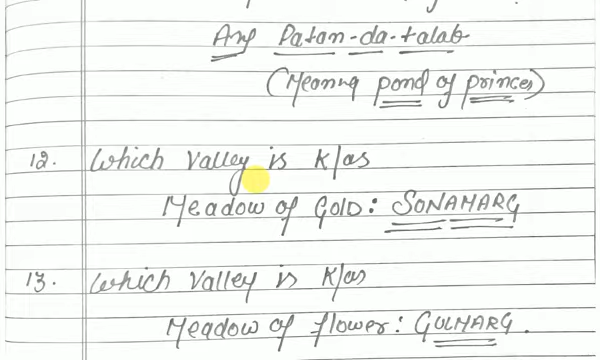 Ans Patan-da-talab
(Meaning pond of princes)
12. Which Valley is K/as
Meadow of Gold: SONAMARG
13. Which Valley is K/as
Meadow of flower: GULMARG.